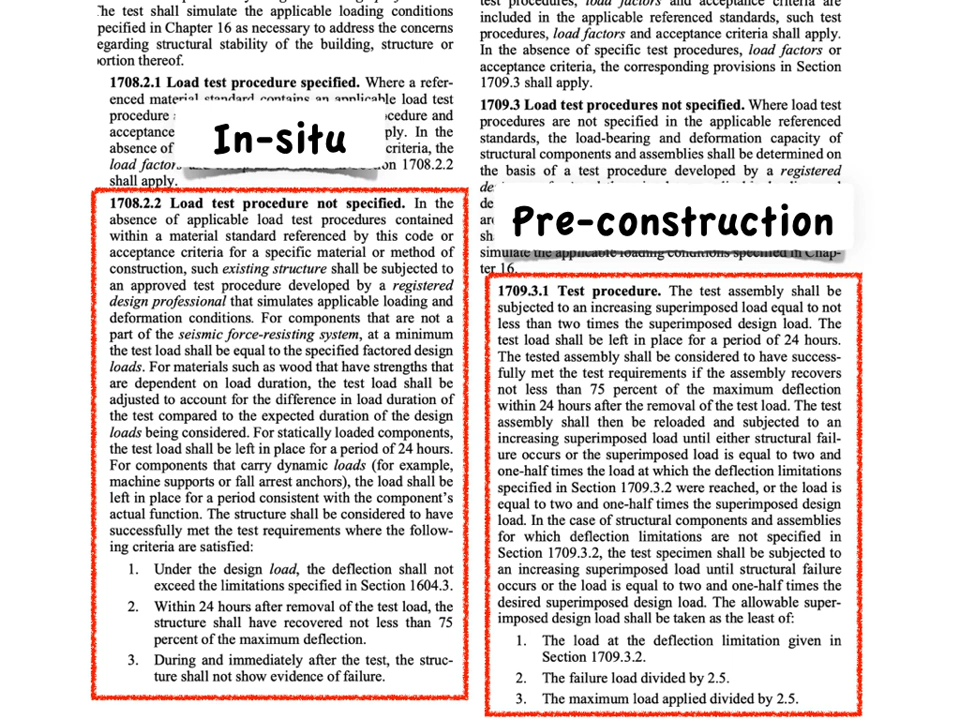 The test shall simulate the applicable loading conditions
pecified in Chapter 16 as necessary to address the concerns
egarding structural stability of the building, structure or
ortion thereof.
1708.2.1 Load test procedure specified. Where a refer-
enced material standard contains an applicable load test
procedure
cedure and
acceptance
ply. In the
absence of
criteria, the
load factor
on 1708.2.2
shall apply.
In-situ
1708.2.2 Load test procedure not specified. In the
absence of applicable load test procedures contained
within a material standard referenced by this code or
acceptance criteria for a specific material or method of
construction, such existing structure shall be subjected to
an approved test procedure developed by a registered
design professional that simulates applicable loading and
deformation conditions. For components that are not a
part of the seismic force-resisting system, at a minimum
the test load shall be equal to the specified factored design
loads. For materials such as wood that have strengths that
are dependent on load duration, the test load shall be
adjusted to account for the difference in load duration of
the test compared to the expected duration of the design
loads being considered. For statically loaded components,
the test load shall be left in place for a period of 24 hours.
For components that carry dynamic loads (for example,
machine supports or fall arrest anchors), the load shall be
left in place for a period consistent with the component's
actual function. The structure shall be considered to have
successfully met the test requirements where the follow-
ing criteria are satisfied:
1. Under the design load, the deflection shall not
exceed the limitations specified in Section 1604.3.
2. Within 24 hours after removal of the test load, the
structure shall have recovered not less than 75
percent of the maximum deflection.
3. During and immediately after the test, the struc-
ture shall not show evidence of failure.
test procedures, load factors and acceptance criteria are
included in the applicable referenced standards, such test
procedures, load factors and acceptance criteria shall apply.
In the absence of specific test procedures, load factors or
acceptance criteria, the corresponding provisions in Section
1709.3 shall apply.
1709.3 Load test procedures not specified. Where load test
procedures are not specified in the applicable referenced
standards, the load-bearing and deformation capacity of
structural components and assemblies shall be determined on
the basis of a test procedure developed by a registered
de
de
are
sh
simulate the applicable loading conditions specified in Chap-
ter 16.
Pre-construction
1709.3.1 Test procedure. The test assembly shall be
subjected to an increasing superimposed load equal to not
less than two times the superimposed design load. The
test load shall be left in place for a period of 24 hours.
The tested assembly shall be considered to have success-
fully met the test requirements if the assembly recovers
not less than 75 percent of the maximum deflection
within 24 hours after the removal of the test load. The test
assembly shall then be reloaded and subjected to an
increasing superimposed load until either structural fail-
ure occurs or the superimposed load is equal to two and
one-half times the load at which the deflection limitations
specified in Section 1709.3.2 were reached, or the load is
equal to two and one-half times the superimposed design
load. In the case of structural components and assemblies
for which deflection limitations are not specified in
Section 1709.3.2, the test specimen shall be subjected to
an increasing superimposed load until structural failure
occurs or the load is equal to two and one-half times the
desired superimposed design load. The allowable super-
imposed design load shall be taken as the least of:
1. The load at the deflection limitation given in
Section 1709.3.2.
2. The failure load divided by 2.5.
3. The maximum load applied divided by 2.5.